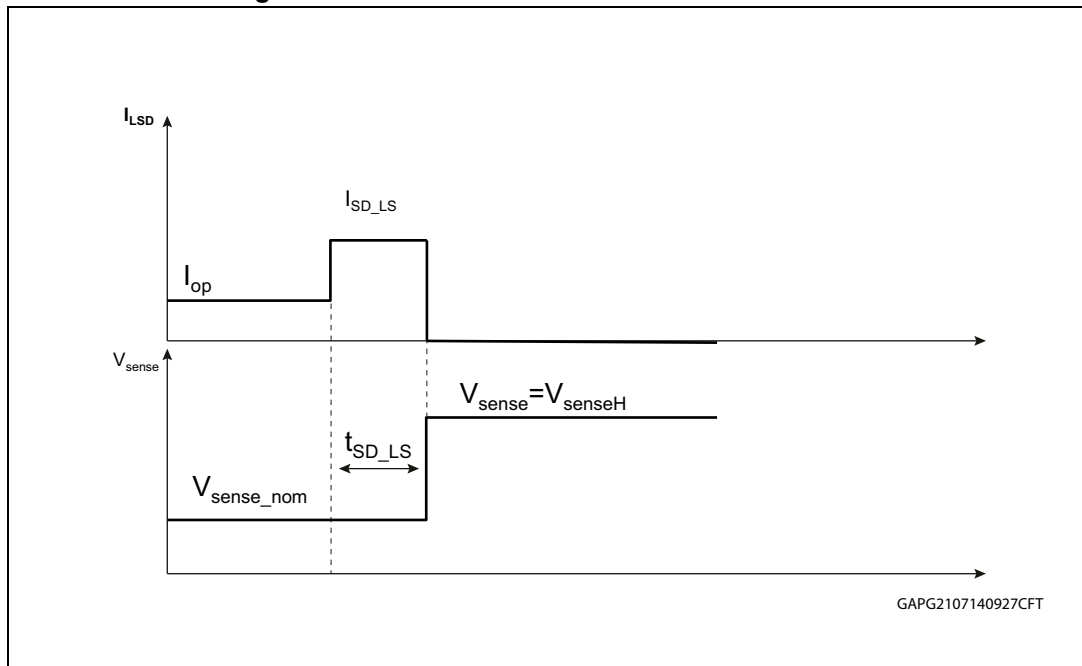 I_LSD
I_SD_LS
I_op
V_sense
V_sense=V_senseH
t_SD_LS
V_sense_nom
GAPG2107140927CFT